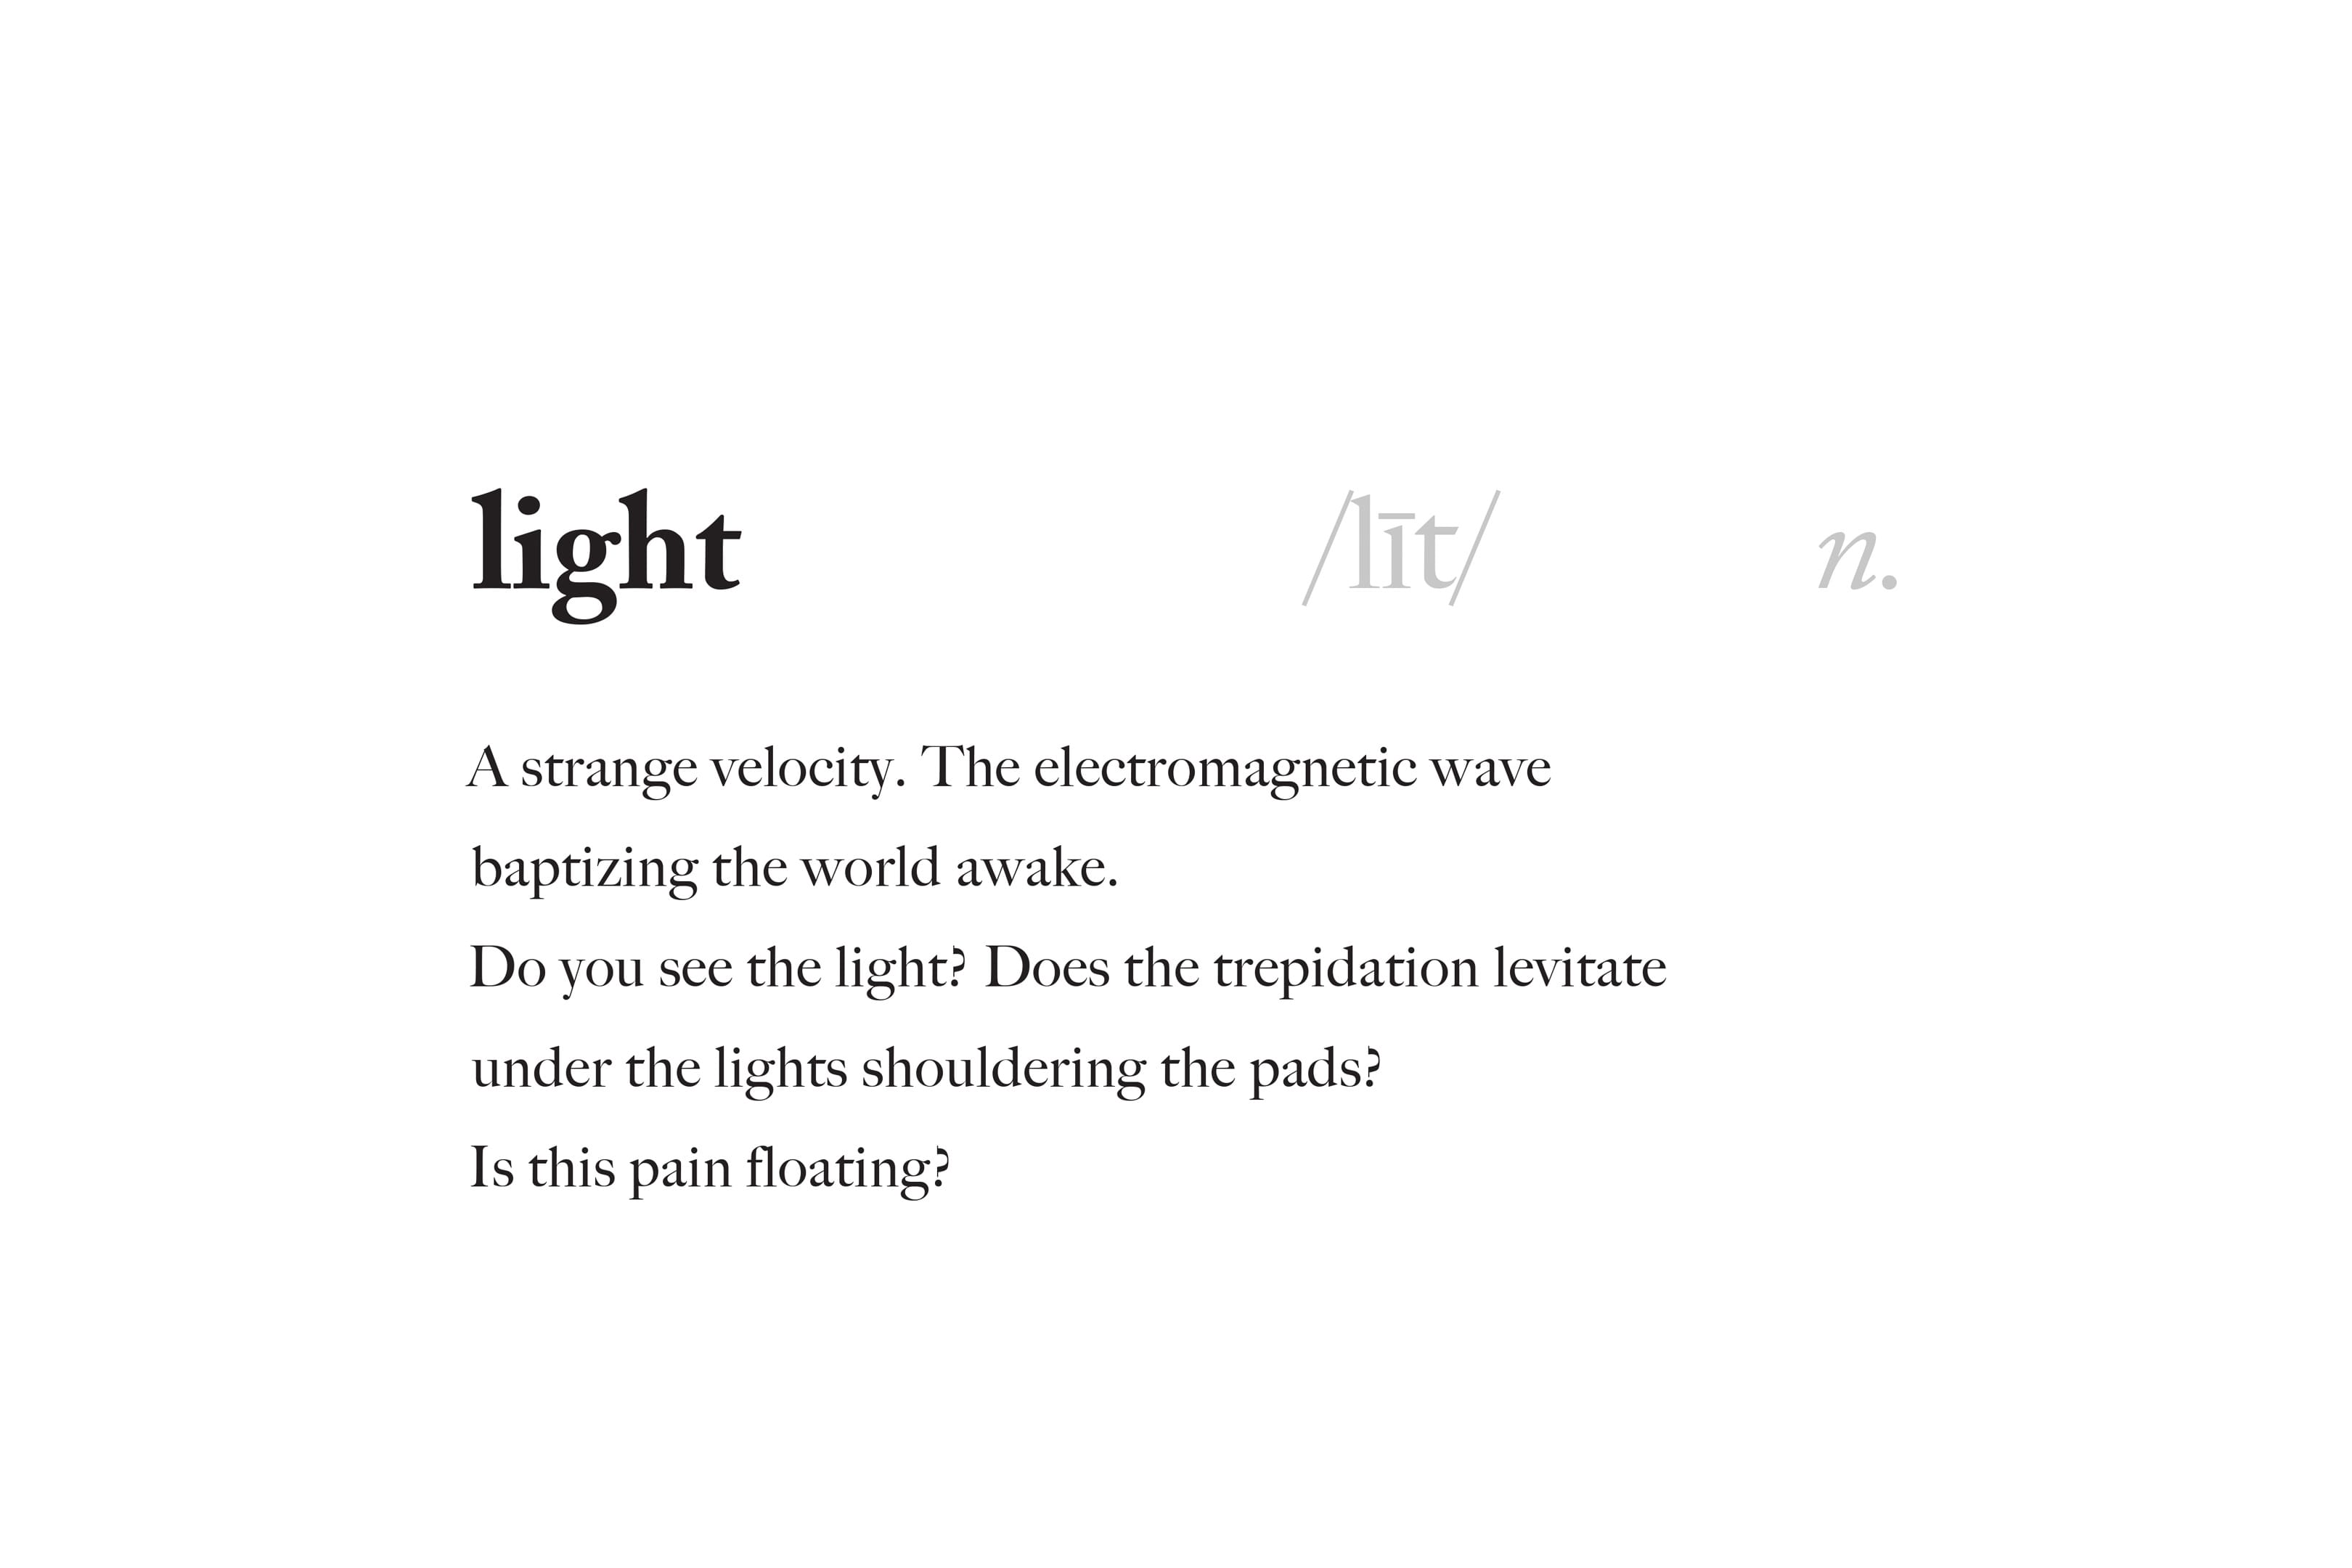 light /līt/ n.
A strange velocity. The electromagnetic wave
baptizing the world awake.
Do you see the light? Does the trepidation levitate
under the lights shouldering the pads?
Is this pain floating?